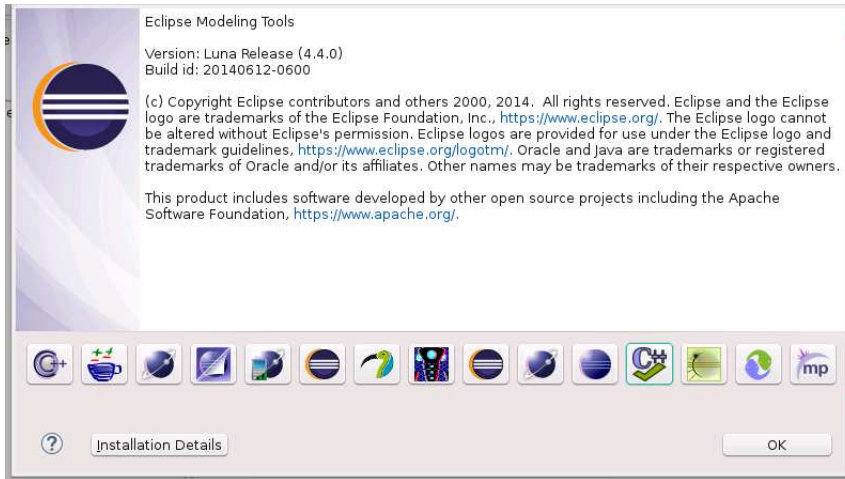 Eclipse Modeling Tools
Version: Luna Release (4.4.0)
Build id: 20140612-0600
(c) Copyright Eclipse contributors and others 2000, 2014.  All rights reserved. Eclipse and the Eclipse
logo are trademarks of the Eclipse Foundation, Inc., https://www.eclipse.org/. The Eclipse logo cannot
be altered without Eclipse's permission. Eclipse logos are provided for use under the Eclipse logo and
trademark guidelines, https://www.eclipse.org/logotm/. Oracle and Java are trademarks or registered
trademarks of Oracle and/or its affiliates. Other names may be trademarks of their respective owners.
This product includes software developed by other open source projects including the Apache
Software Foundation, https://www.apache.org/.
C++ C++ mp
? Installation Details OK